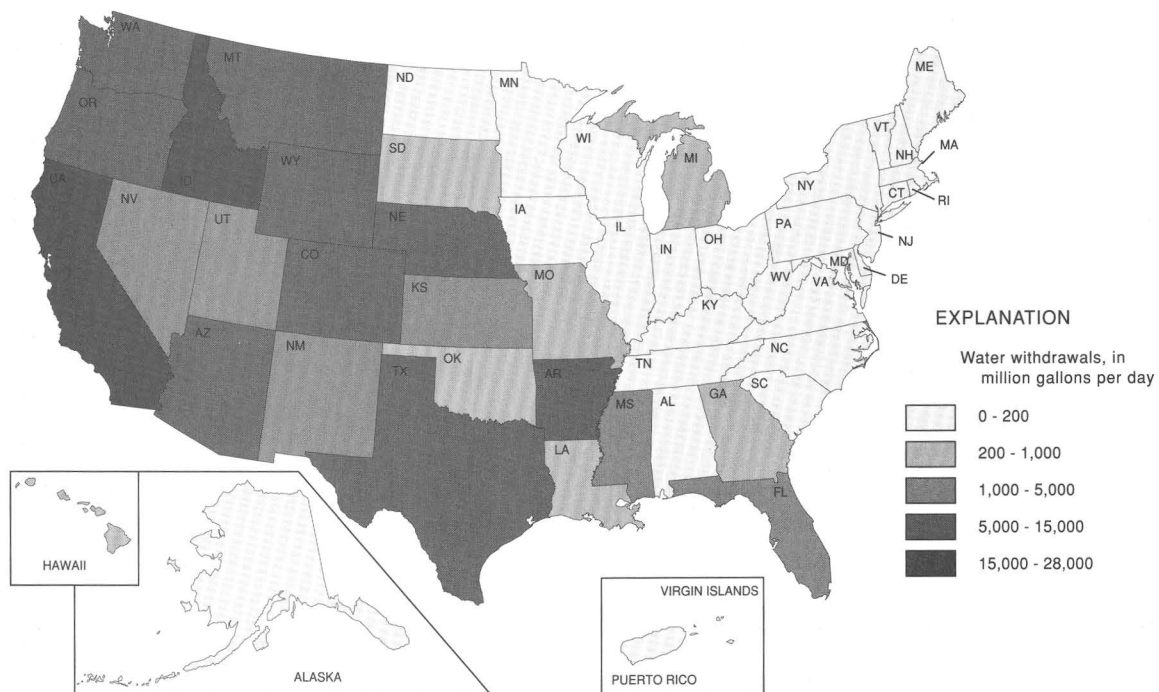 WA
MT
ND
MN
ME
OR
ID
WY
SD
WI
MI
VT
NH
MA
NY
CT
RI
CA
NV
UT
NE
IA
IL
IN
OH
PA
NJ
CO
KS
MO
WV
MD
DE
VA
KY
AZ
NM
TX
OK
AR
TN
NC
SC
MS
AL
GA
LA
FL
EXPLANATION
Water withdrawals, in
million gallons per day
0 - 200
200 - 1,000
1,000 - 5,000
5,000 - 15,000
15,000 - 28,000
HAWAII
ALASKA
VIRGIN ISLANDS
PUERTO RICO